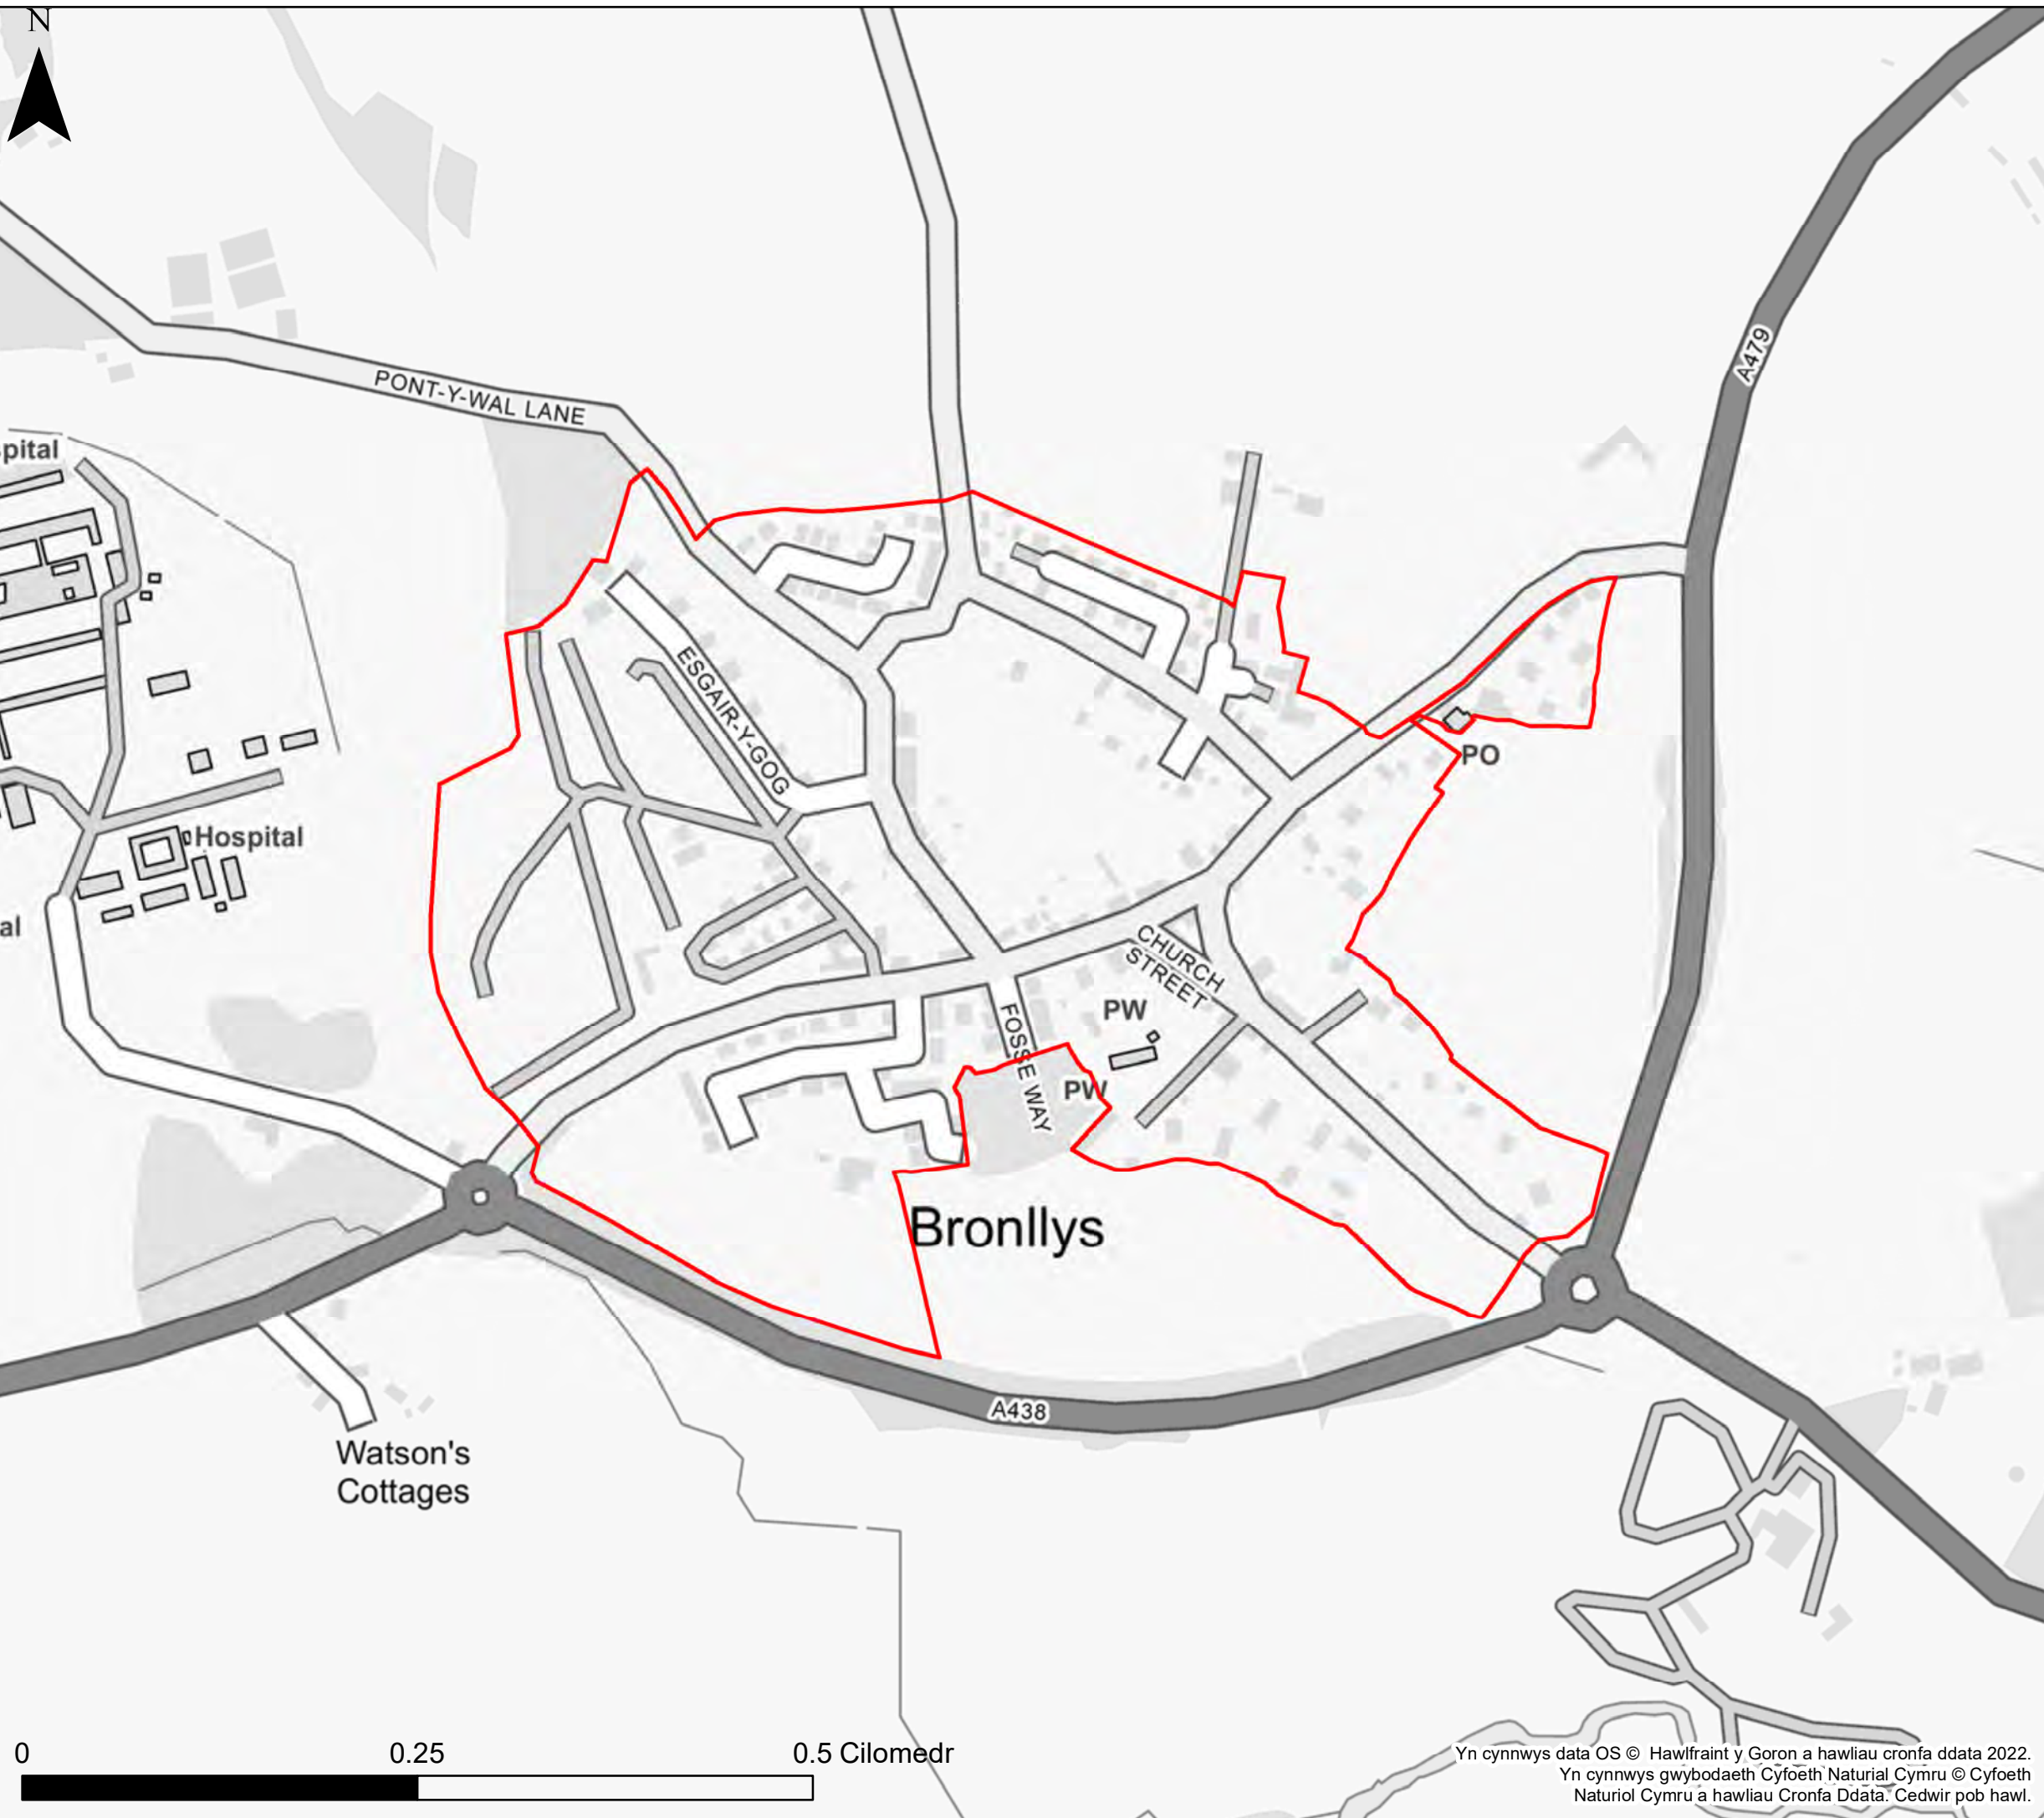 N
A479
PONT-Y-WAL LANE
spital
ESGAIR-Y-GOG
PO
Hospital
al
CHURCH
STREET
PW
FOSSE WAY
PW
Bronllys
A438
Watson's
Cottages
0 0.25 0.5 Cilomedr
Yn cynnwys data OS © Hawlfraint y Goron a hawliau cronfa ddata 2022.
Yn cynnwys gwybodaeth Cyfoeth Naturial Cymru © Cyfoeth
Naturiol Cymru a hawliau Cronfa Ddata. Cedwir pob hawl.